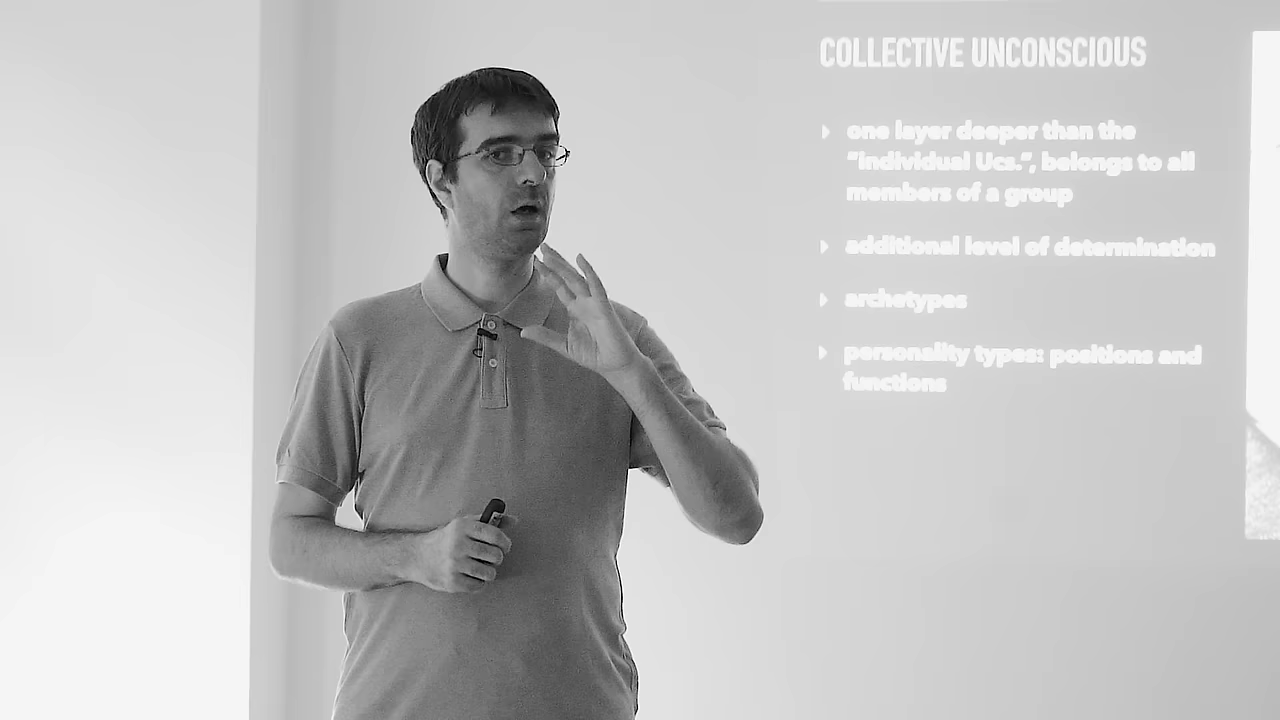 COLLECTIVE UNCONSCIOUS
one layer deeper than the
"individual Ucs.", belongs to all
members of a group
additional level of determination
archetypes
personality types: positions and
functions